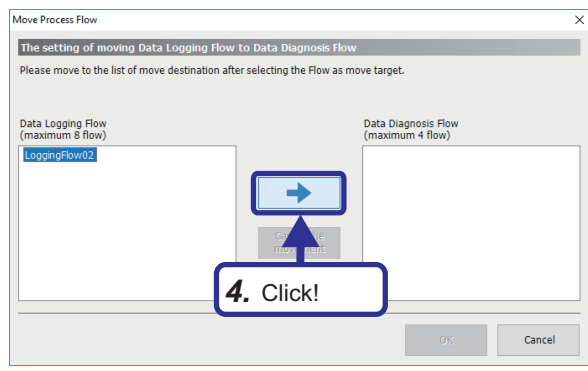 Move Process Flow
The setting of moving Data Logging Flow to Data Diagnosis Flow
Please move to the list of move destination after selecting the Flow as move target.
Data Logging Flow
(maximum 8 flow)
Data Diagnosis Flow
(maximum 4 flow)
LoggingFlow02
4. Click!
OK
Cancel